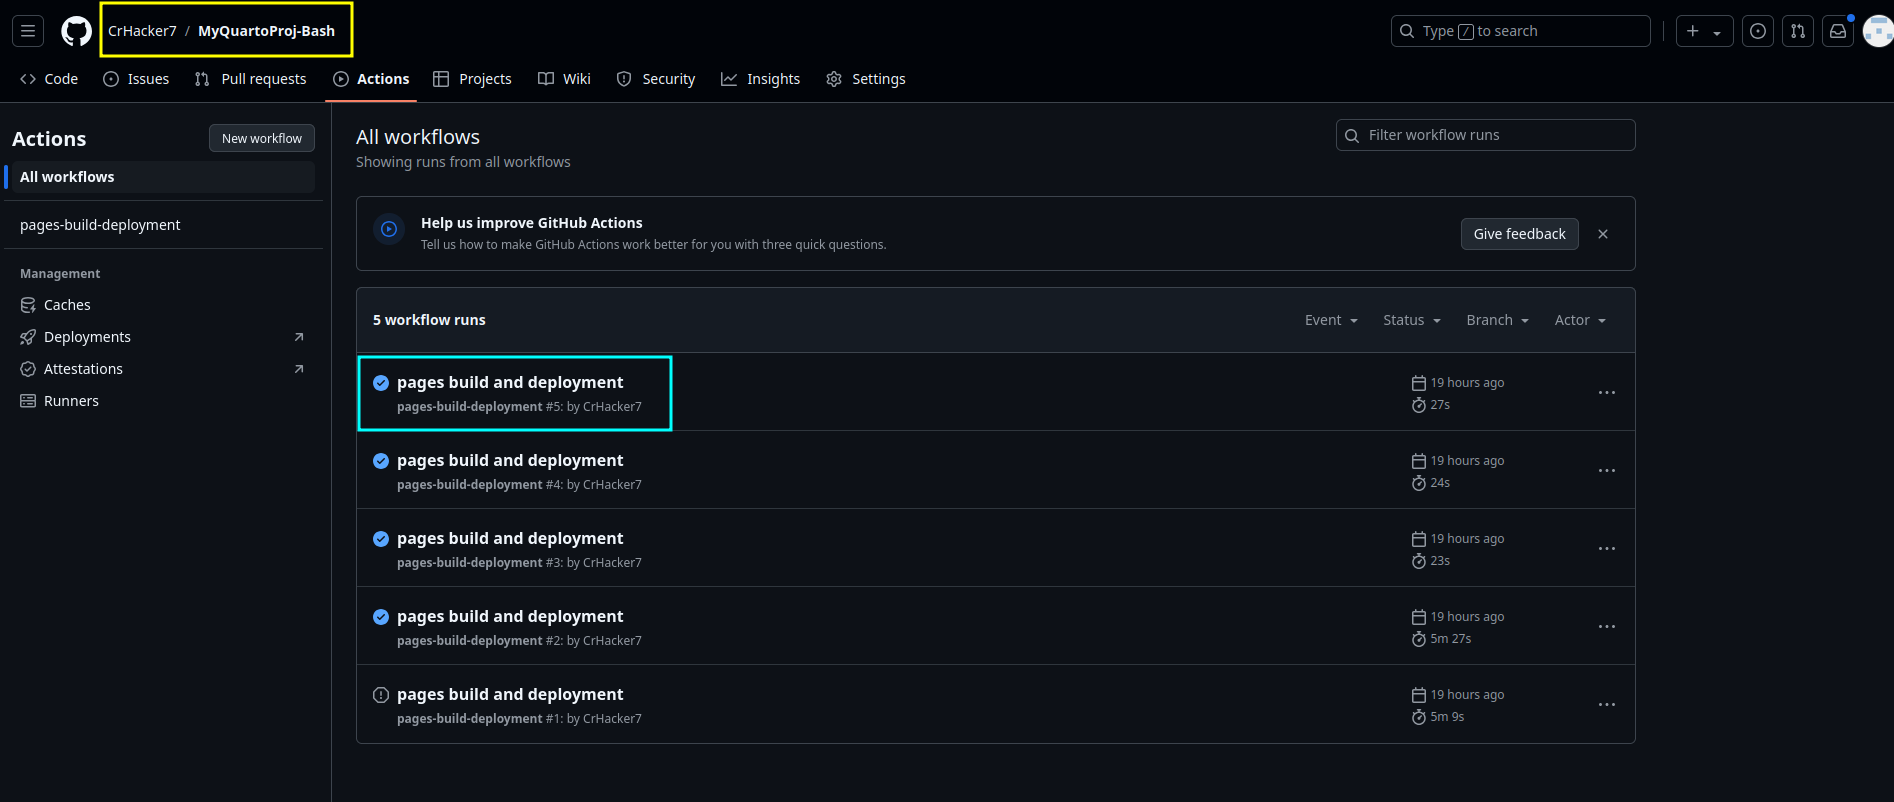 CrHacker7 / MyQuartoProj-Bash
Type / to search
Code Issues Pull requests Actions Projects Wiki Security Insights Settings
Actions
New workflow
All workflows
pages-build-deployment
Management
Caches
Deployments
Attestations
Runners
All workflows
Showing runs from all workflows
Filter workflow runs
Help us improve GitHub Actions
Tell us how to make GitHub Actions work better for you with three quick questions.
Give feedback
5 workflow runs
Event Status Branch Actor
pages build and deployment
pages-build-deployment #5: by CrHacker7
19 hours ago
27s
pages build and deployment
pages-build-deployment #4: by CrHacker7
19 hours ago
24s
pages build and deployment
pages-build-deployment #3: by CrHacker7
19 hours ago
23s
pages build and deployment
pages-build-deployment #2: by CrHacker7
19 hours ago
5m 27s
pages build and deployment
pages-build-deployment #1: by CrHacker7
19 hours ago
5m 9s